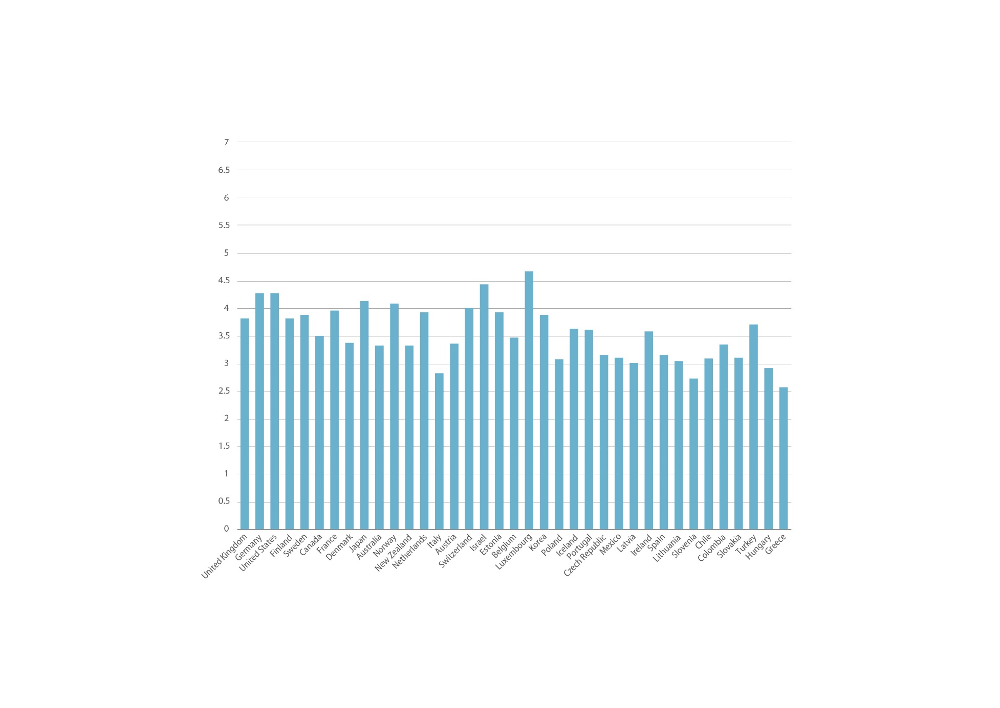 7
6.5
6
5.5
5
4.5
4
3.5
3
2.5
2
1.5
1
0.5
0
United Kingdom
Germany
United States
Finland
Sweden
Canada
France
Denmark
Japan
Australia
Norway
New Zealand
Netherlands
Italy
Austria
Switzerland
Israel
Estonia
Belgium
Luxembourg
Korea
Poland
Iceland
Portugal
Czech Republic
Mexico
Latvia
Ireland
Spain
Lithuania
Slovenia
Chile
Colombia
Slovakia
Turkey
Hungary
Greece